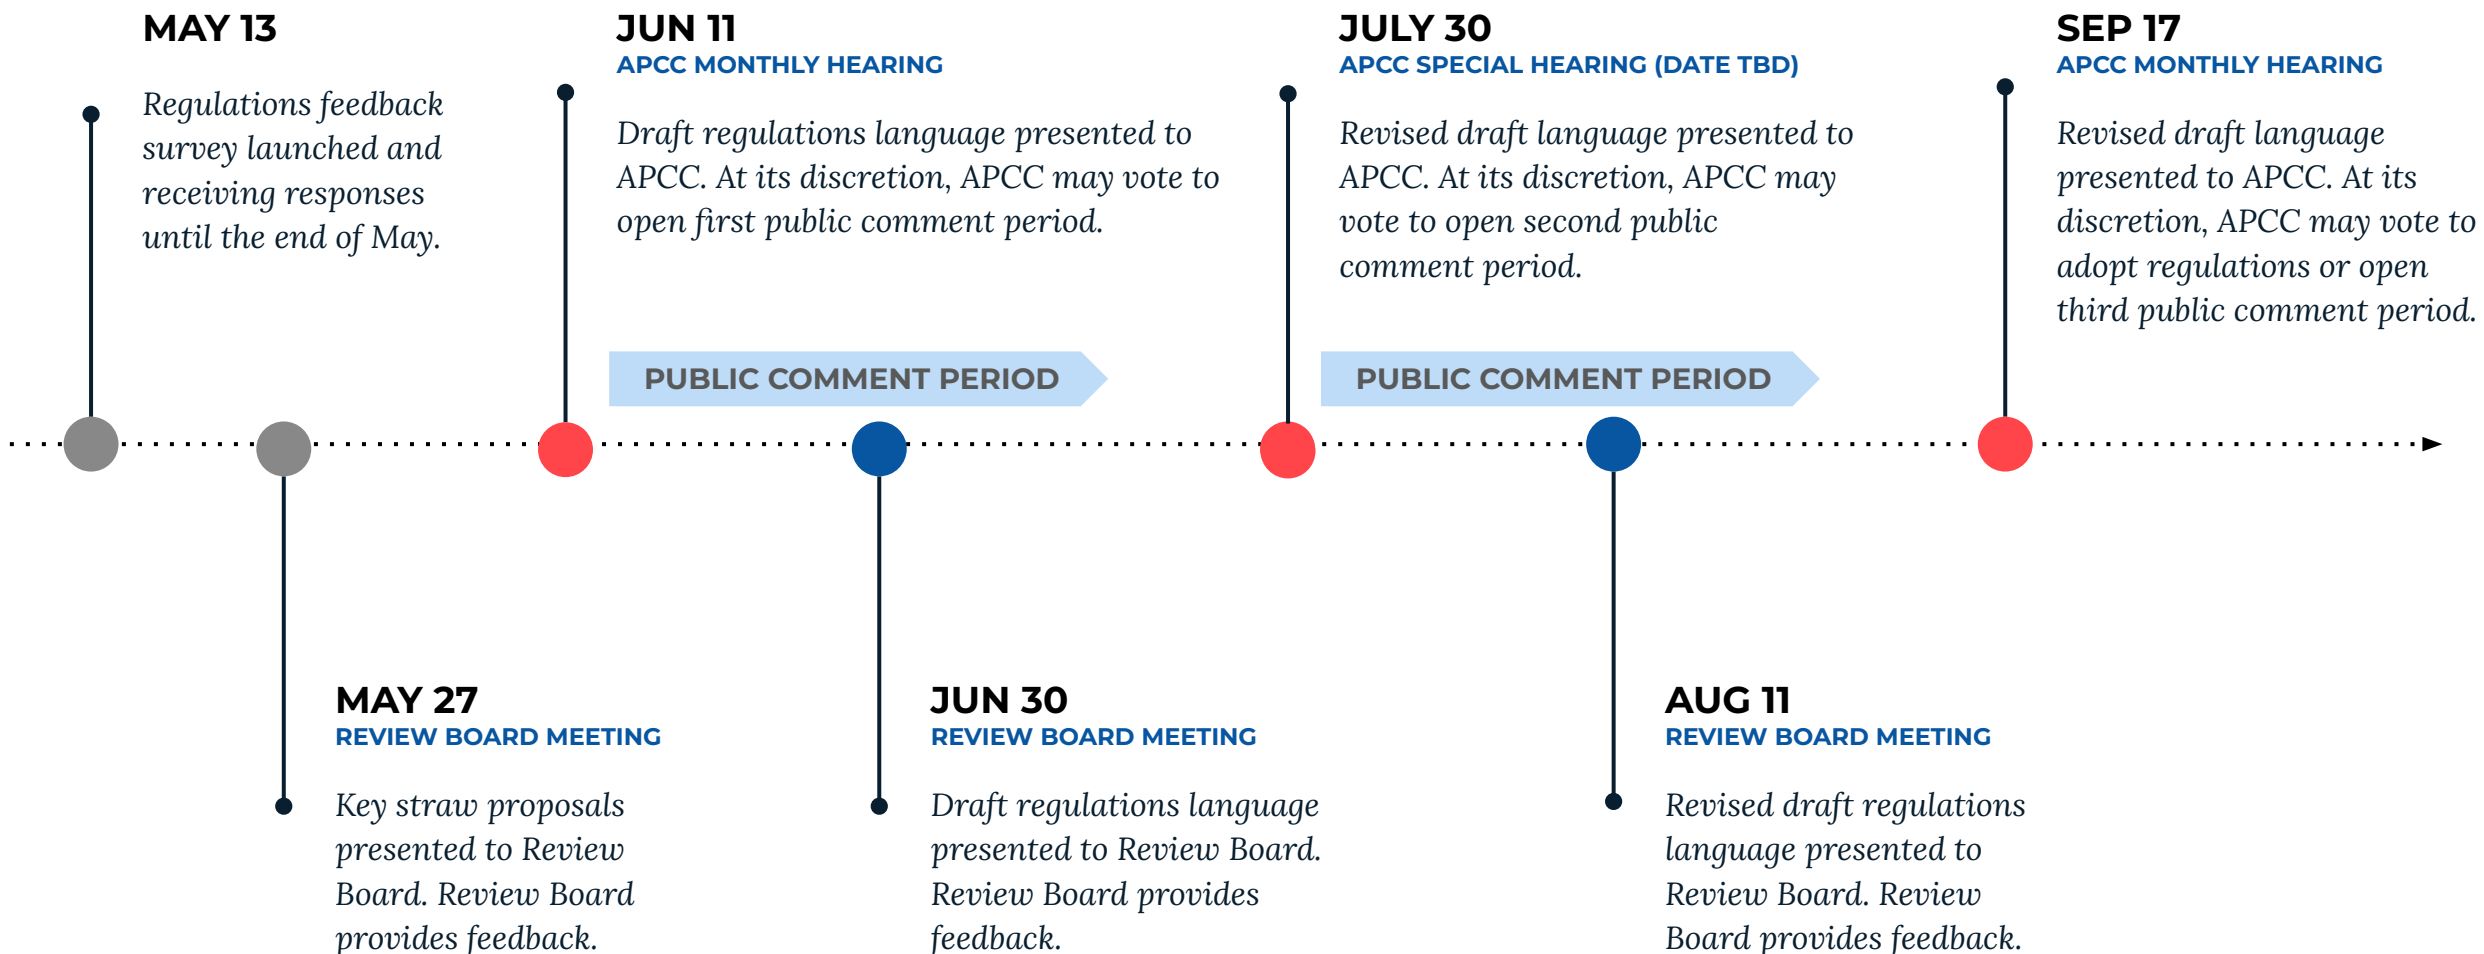 MAY 13
Regulations feedback
survey launched and
receiving responses
until the end of May.
JUN 11
APCC MONTHLY HEARING
Draft regulations language presented to
APCC. At its discretion, APCC may vote to
open first public comment period.
JULY 30
APCC SPECIAL HEARING (DATE TBD)
Revised draft language presented to
APCC. At its discretion, APCC may
vote to open second public
comment period.
SEP 17
APCC MONTHLY HEARING
Revised draft language
presented to APCC. At its
discretion, APCC may vote to
adopt regulations or open
third public comment period.
PUBLIC COMMENT PERIOD
PUBLIC COMMENT PERIOD
MAY 27
REVIEW BOARD MEETING
Key straw proposals
presented to Review
Board. Review Board
provides feedback.
JUN 30
REVIEW BOARD MEETING
Draft regulations language
presented to Review Board.
Review Board provides
feedback.
AUG 11
REVIEW BOARD MEETING
Revised draft regulations
language presented to
Review Board. Review
Board provides feedback.